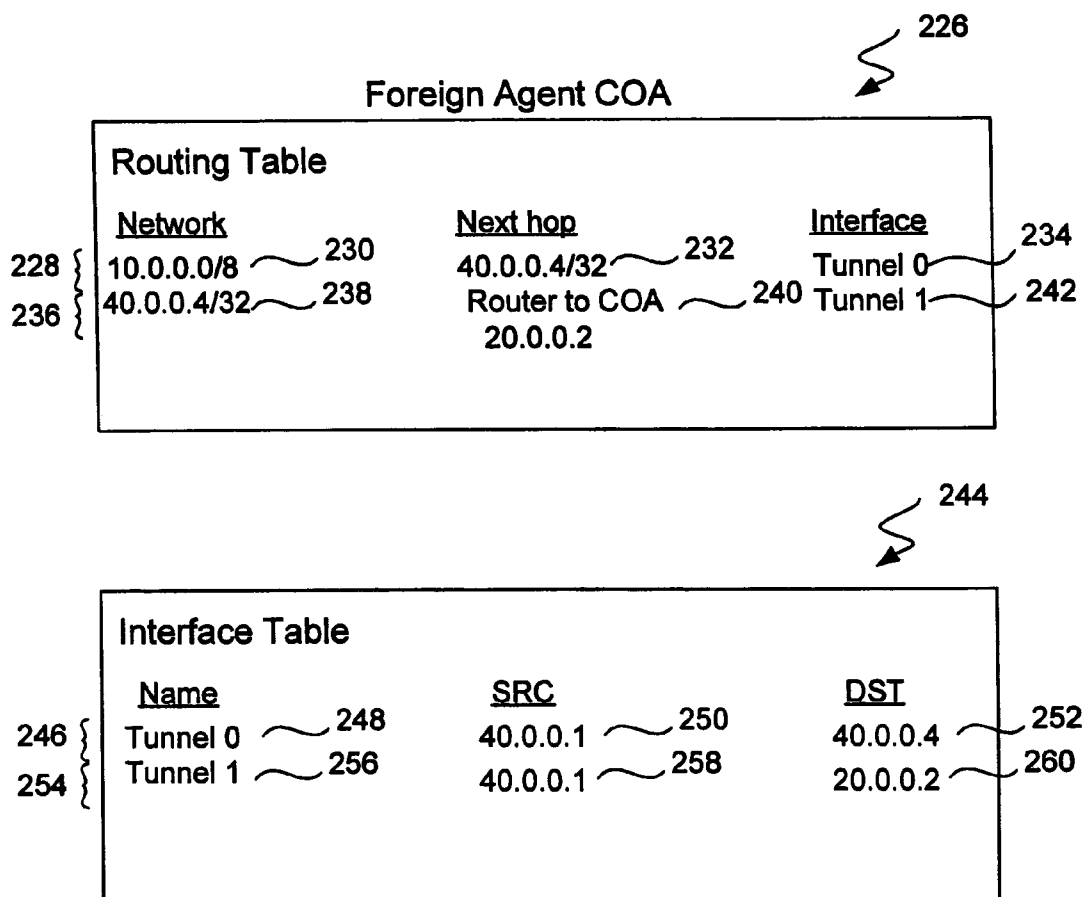 226
Foreign Agent COA
Routing Table
Network Next hop Interface
228 10.0.0.0/8 230 40.0.0.4/32 232 Tunnel 0 234
236 40.0.0.4/32 238 Router to COA 240 Tunnel 1 242
20.0.0.2
244
Interface Table
Name SRC DST
246 Tunnel 0 248 40.0.0.1 250 40.0.0.4 252
254 Tunnel 1 256 40.0.0.1 258 20.0.0.2 260